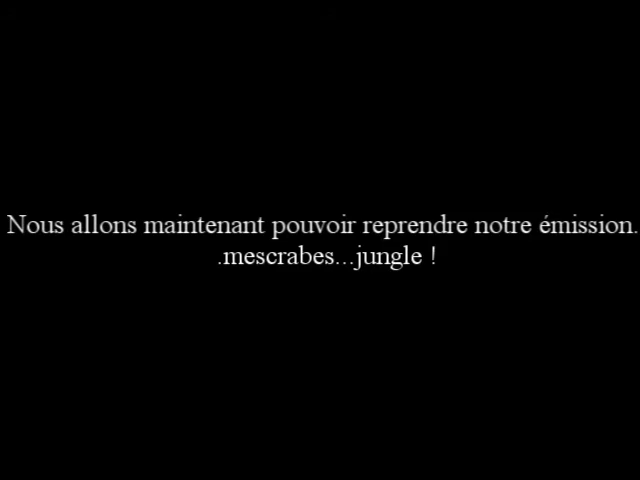 Nous allons maintenant pouvoir reprendre notre émission.
.mescrabes...jungle !